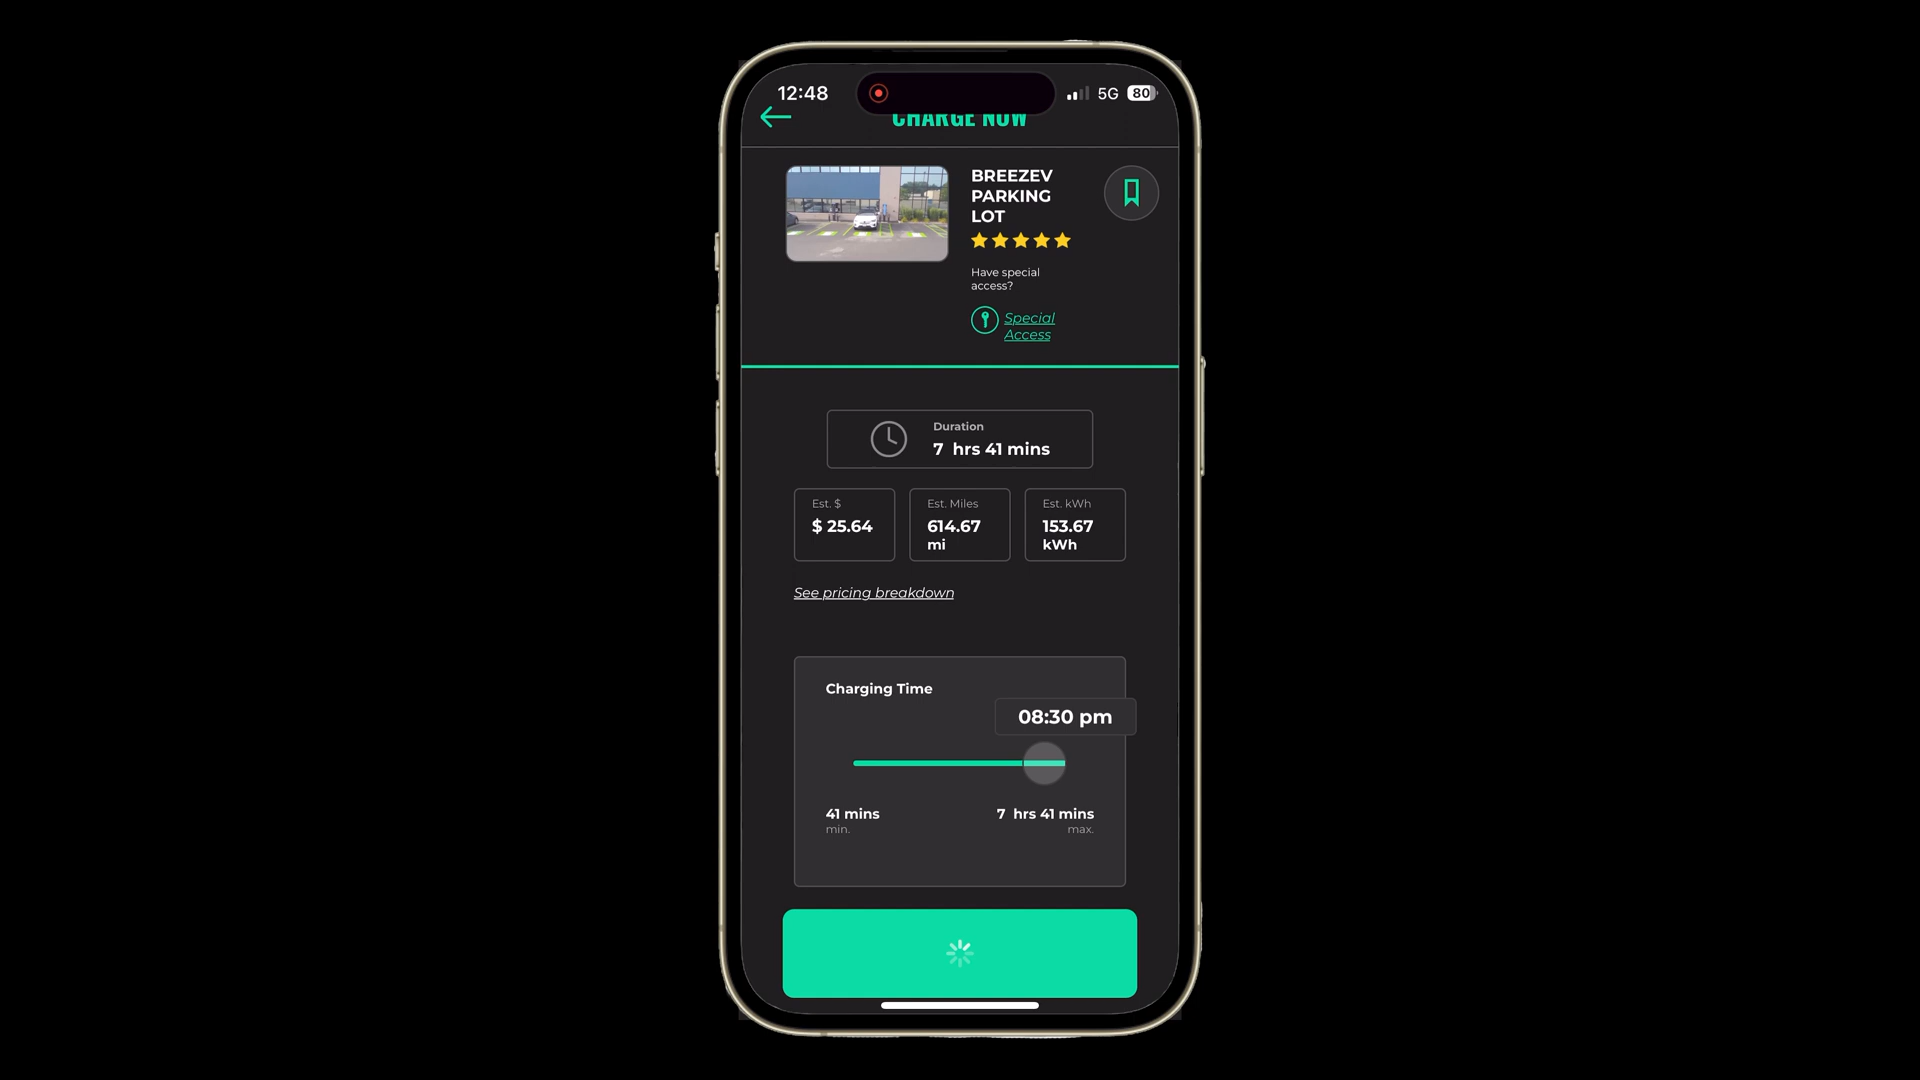 12:48
5G
80
CHARGE NOW
BREEZEV
PARKING
LOT
Have special
access?
Special
Access
Duration
7 hrs 41 mins
Est. $
$ 25.64
Est. Miles
614.67
mi
Est. kWh
153.67
kWh
See pricing breakdown
Charging Time
08:30 pm
41 mins
min.
7 hrs 41 mins
max.